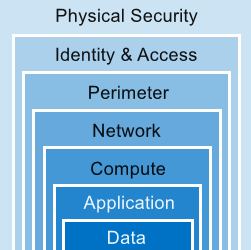 Physical Security
Identity & Access
Perimeter
Network
Compute
Application
Data